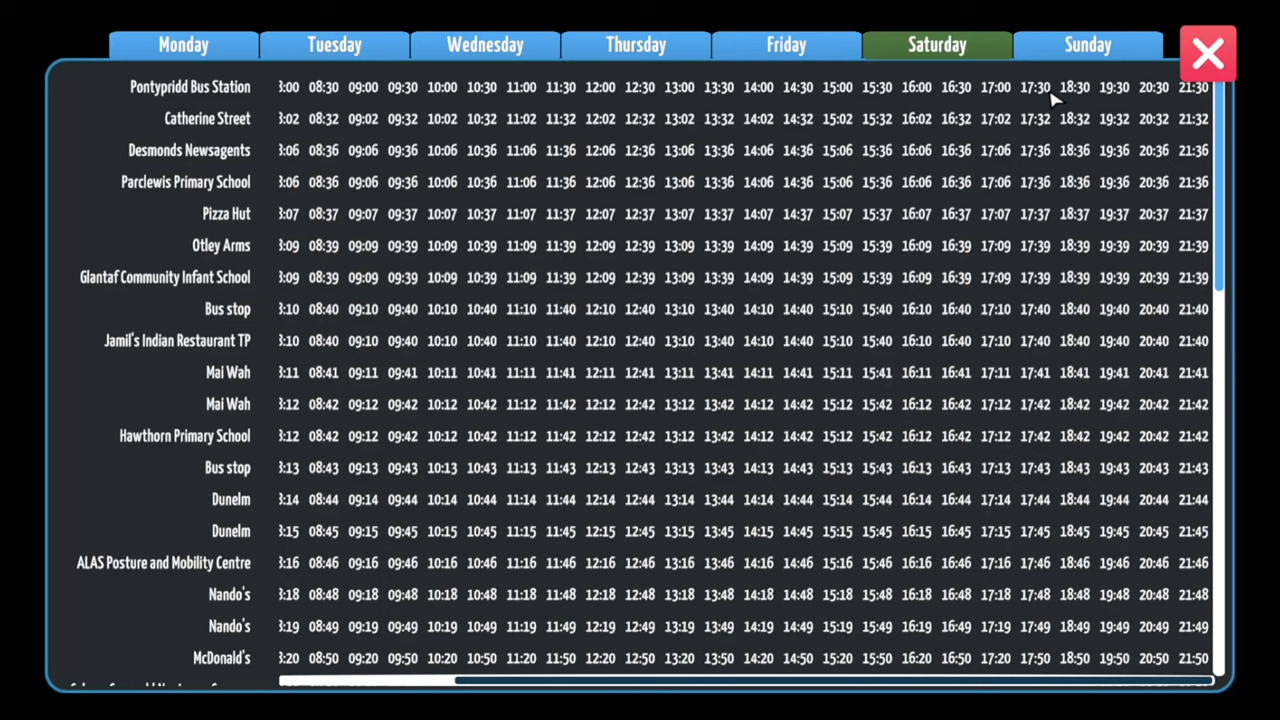 Monday Tuesday Wednesday Thursday Friday Saturday Sunday
Pontypridd Bus Station 3:00 08:30 09:00 09:30 10:00 10:30 11:00 11:30 12:00 12:30 13:00 13:30 14:00 14:30 15:00 15:30 16:00 16:30 17:00 17:30 18:30 19:30 20:30 21:30
Catherine Street 3:02 08:32 09:02 09:32 10:02 10:32 11:02 11:32 12:02 12:32 13:02 13:32 14:02 14:32 15:02 15:32 16:02 16:32 17:02 17:32 18:32 19:32 20:32 21:32
Desmonds Newsagents 3:06 08:36 09:06 09:36 10:06 10:36 11:06 11:36 12:06 12:36 13:06 13:36 14:06 14:36 15:06 15:36 16:06 16:36 17:06 17:36 18:36 19:36 20:36 21:36
Parclewis Primary School 3:06 08:36 09:06 09:36 10:06 10:36 11:06 11:36 12:06 12:36 13:06 13:36 14:06 14:36 15:06 15:36 16:06 16:36 17:06 17:36 18:36 19:36 20:36 21:36
Pizza Hut 3:07 08:37 09:07 09:37 10:07 10:37 11:07 11:37 12:07 12:37 13:07 13:37 14:07 14:37 15:07 15:37 16:07 16:37 17:07 17:37 18:37 19:37 20:37 21:37
Otley Arms 3:09 08:39 09:09 09:39 10:09 10:39 11:09 11:39 12:09 12:39 13:09 13:39 14:09 14:39 15:09 15:39 16:09 16:39 17:09 17:39 18:39 19:39 20:39 21:39
Glantaf Community Infant School 3:09 08:39 09:09 09:39 10:09 10:39 11:09 11:39 12:09 12:39 13:09 13:39 14:09 14:39 15:09 15:39 16:09 16:39 17:09 17:39 18:39 19:39 20:39 21:39
Bus stop 3:10 08:40 09:10 09:40 10:10 10:40 11:10 11:40 12:10 12:40 13:10 13:40 14:10 14:40 15:10 15:40 16:10 16:40 17:10 17:40 18:40 19:40 20:40 21:40
Jamil's Indian Restaurant TP 3:10 08:40 09:10 09:40 10:10 10:40 11:10 11:40 12:10 12:40 13:10 13:40 14:10 14:40 15:10 15:40 16:10 16:40 17:10 17:40 18:40 19:40 20:40 21:40
Mai Wah 3:11 08:41 09:11 09:41 10:11 10:41 11:11 11:41 12:11 12:41 13:11 13:41 14:11 14:41 15:11 15:41 16:11 16:41 17:11 17:41 18:41 19:41 20:41 21:41
Mai Wah 3:12 08:42 09:12 09:42 10:12 10:42 11:12 11:42 12:12 12:42 13:12 13:42 14:12 14:42 15:12 15:42 16:12 16:42 17:12 17:42 18:42 19:42 20:42 21:42
Hawthorn Primary School 3:12 08:42 09:12 09:42 10:12 10:42 11:12 11:42 12:12 12:42 13:12 13:42 14:12 14:42 15:12 15:42 16:12 16:42 17:12 17:42 18:42 19:42 20:42 21:42
Bus stop 3:13 08:43 09:13 09:43 10:13 10:43 11:13 11:43 12:13 12:43 13:13 13:43 14:13 14:43 15:13 15:43 16:13 16:43 17:13 17:43 18:43 19:43 20:43 21:43
Dunelm 3:14 08:44 09:14 09:44 10:14 10:44 11:14 11:44 12:14 12:44 13:14 13:44 14:14 14:44 15:14 15:44 16:14 16:44 17:14 17:44 18:44 19:44 20:44 21:44
Dunelm 3:15 08:45 09:15 09:45 10:15 10:45 11:15 11:45 12:15 12:45 13:15 13:45 14:15 14:45 15:15 15:45 16:15 16:45 17:15 17:45 18:45 19:45 20:45 21:45
ALAS Posture and Mobility Centre 3:16 08:46 09:16 09:46 10:16 10:46 11:16 11:46 12:16 12:46 13:16 13:46 14:16 14:46 15:16 15:46 16:16 16:46 17:16 17:46 18:46 19:46 20:46 21:46
Nando's 3:18 08:48 09:18 09:48 10:18 10:48 11:18 11:48 12:18 12:48 13:18 13:48 14:18 14:48 15:18 15:48 16:18 16:48 17:18 17:48 18:48 19:48 20:48 21:48
Nando's 3:19 08:49 09:19 09:49 10:19 10:49 11:19 11:49 12:19 12:49 13:19 13:49 14:19 14:49 15:19 15:49 16:19 16:49 17:19 17:49 18:49 19:49 20:49 21:49
McDonald's 3:20 08:50 09:20 09:50 10:20 10:50 11:20 11:50 12:20 12:50 13:20 13:50 14:20 14:50 15:20 15:50 16:20 16:50 17:20 17:50 18:50 19:50 20:50 21:50